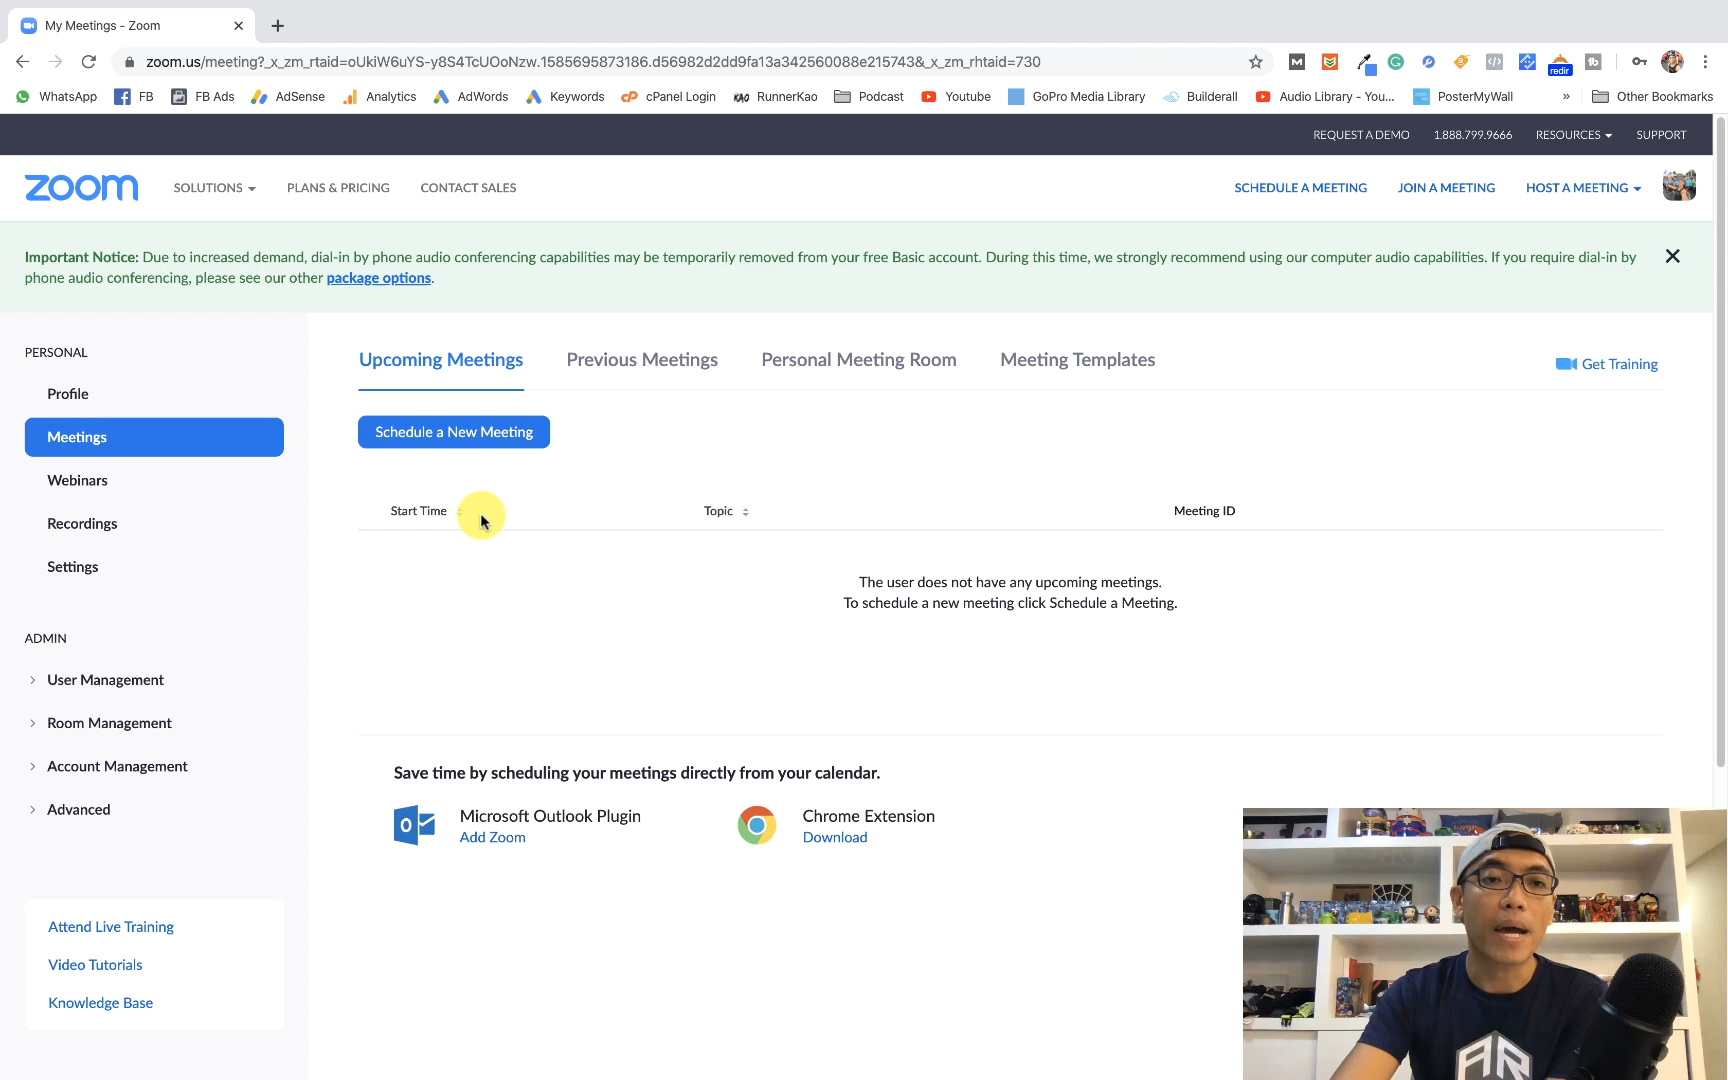 My Meetings - Zoom
zoom.us/meeting?_x_zm_rtaid=oUkiW6uYS-y8S4TcUOoNzw.1585695873186.d56982d2dd9fa13a342560088e215743&_x_zm_rhtaid=730
redir
WhatsApp FB FB Ads AdSense Analytics AdWords Keywords cPanel Login RunnerKao Podcast Youtube GoPro Media Library Builderall Audio Library - You... PosterMyWall » Other Bookmarks
REQUEST A DEMO 1.888.799.9666 RESOURCES SUPPORT
zoom SOLUTIONS PLANS & PRICING CONTACT SALES SCHEDULE A MEETING JOIN A MEETING HOST A MEETING
Important Notice: Due to increased demand, dial-in by phone audio conferencing capabilities may be temporarily removed from your free Basic account. During this time, we strongly recommend using our computer audio capabilities. If you require dial-in by
phone audio conferencing, please see our other package options.
PERSONAL
Profile
Meetings
Webinars
Recordings
Settings
ADMIN
User Management
Room Management
Account Management
Advanced
Attend Live Training
Video Tutorials
Knowledge Base
Upcoming Meetings Previous Meetings Personal Meeting Room Meeting Templates Get Training
Schedule a New Meeting
Start Time Topic Meeting ID
The user does not have any upcoming meetings.
To schedule a new meeting click Schedule a Meeting.
Save time by scheduling your meetings directly from your calendar.
Microsoft Outlook Plugin
Add Zoom
Chrome Extension
Download
AR